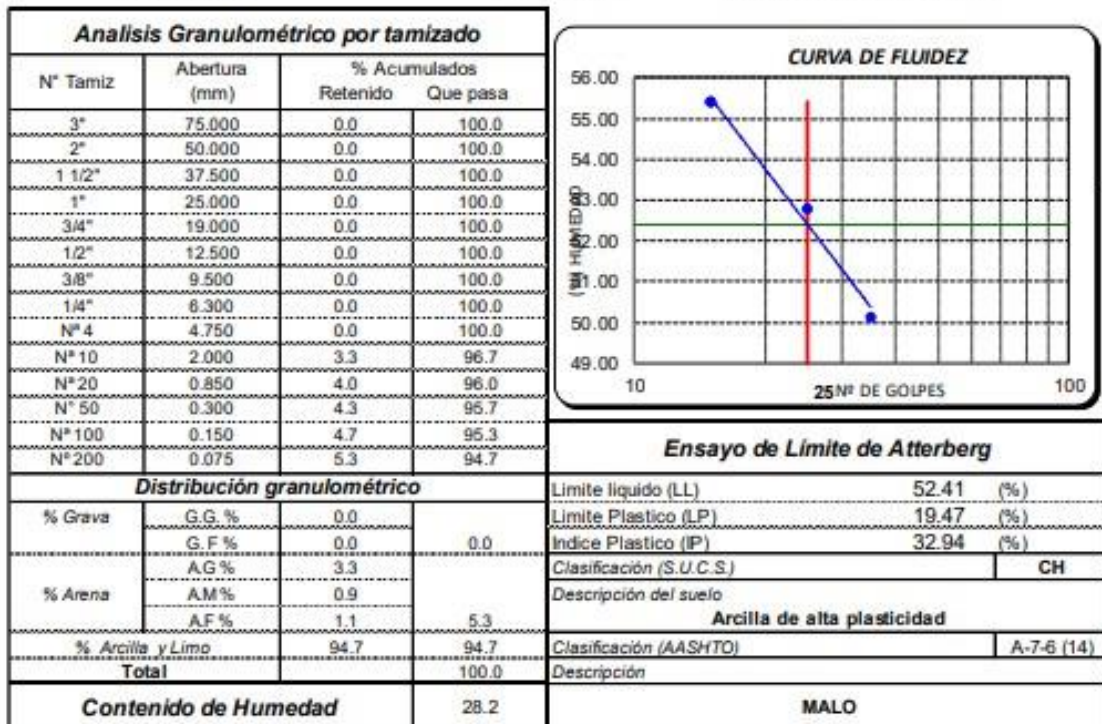 Analisis Granulométrico por tamizado
N° Tamiz Abertura (mm) % Acumulados
Retenido Que pasa
3" 75.000 0.0 100.0
2" 50.000 0.0 100.0
1 1/2" 37.500 0.0 100.0
1" 25.000 0.0 100.0
3/4" 19.000 0.0 100.0
1/2" 12.500 0.0 100.0
3/8" 9.500 0.0 100.0
1/4" 6.300 0.0 100.0
Nª 4 4.750 0.0 100.0
Nª 10 2.000 3.3 96.7
Nª 20 0.850 4.0 96.0
N° 50 0.300 4.3 95.7
Nª 100 0.150 4.7 95.3
Nª 200 0.075 5.3 94.7
Distribución granulométrico
% Grava G.G. % 0.0
G. F % 0.0 0.0
A.G % 3.3
% Arena A.M % 0.9
A.F % 1.1 5.3
% Arcilla y Limo 94.7 94.7
Total 100.0
Contenido de Humedad 28.2
CURVA DE FLUIDEZ
56.00
55.00
54.00
53.00
52.00
51.00
50.00
49.00
(%) HUMEDAD
10 25 Nº DE GOLPES 100
Ensayo de Límite de Atterberg
Limite liquido (LL) 52.41 (%)
Limite Plastico (LP) 19.47 (%)
Indice Plastico (IP) 32.94 (%)
Clasificación (S.U.C.S.) CH
Descripción del suelo
Arcilla de alta plasticidad
Clasificación (AASHTO) A-7-6 (14)
Descripción
MALO